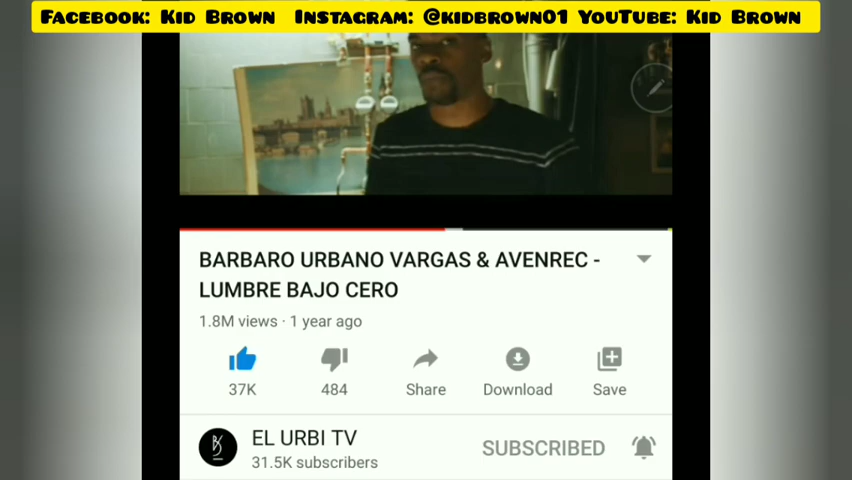 Facebook: Kid Brown Instagram: @kidbrown01 YouTube: Kid Brown
BARBARO URBANO VARGAS & AVENREC -
LUMBRE BAJO CERO
1.8M views · 1 year ago
37K 484 Share Download Save
EL URBI TV
SUBSCRIBED
31.5K subscribers